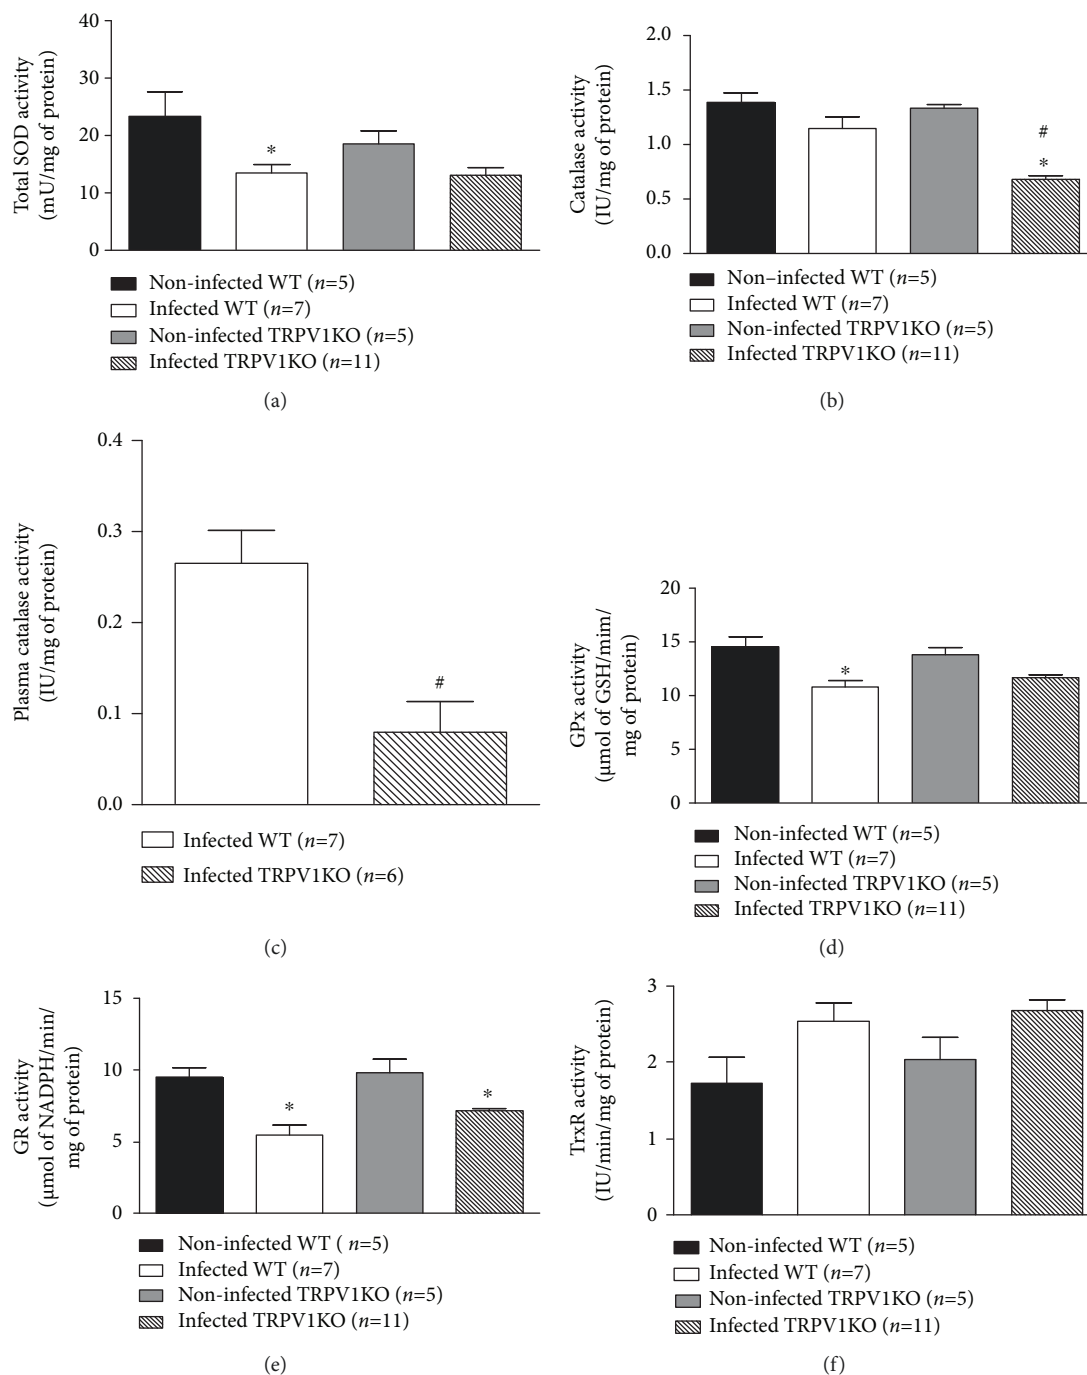 40
30
20
10
0
Total SOD activity
(mU/mg of protein)
*
Non-infected WT (n=5)
Infected WT (n=7)
Non-infected TRPV1KO (n=5)
Infected TRPV1KO (n=11)
(a)
2.0
1.5
1.0
0.5
0.0
Catalase activity
(IU/mg of protein)
#
*
Non–infected WT (n=5)
Infected WT (n=7)
Non-infected TRPV1KO (n=5)
Infected TRPV1KO (n=11)
(b)
0.4
0.3
0.2
0.1
0.0
Plasma catalase activity
(IU/mg of protein)
#
Infected WT (n=7)
Infected TRPV1KO (n=6)
(c)
20
15
10
5
0
GPx activity
(μmol of GSH/mim/
mg of protein)
*
Non-infected WT (n=5)
Infected WT (n=7)
Non-infected TRPV1KO (n=5)
Infected TRPV1KO (n=11)
(d)
15
10
5
0
GR activity
(μmol of NADPH/min/
mg of protein)
*
*
Non-infected WT ( n=5)
Infected WT (n=7)
Non-infected TRPV1KO (n=5)
Infected TRPV1KO (n=11)
(e)
3
2
1
0
TrxR activity
(IU/min/mg of protein)
Non-infected WT (n=5)
Infected WT (n=7)
Non-infected TRPV1KO (n=5)
Infected TRPV1KO (n=11)
(f)